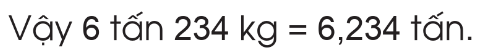 Vậy 6 tấn 234 kg = 6,234 tấn.